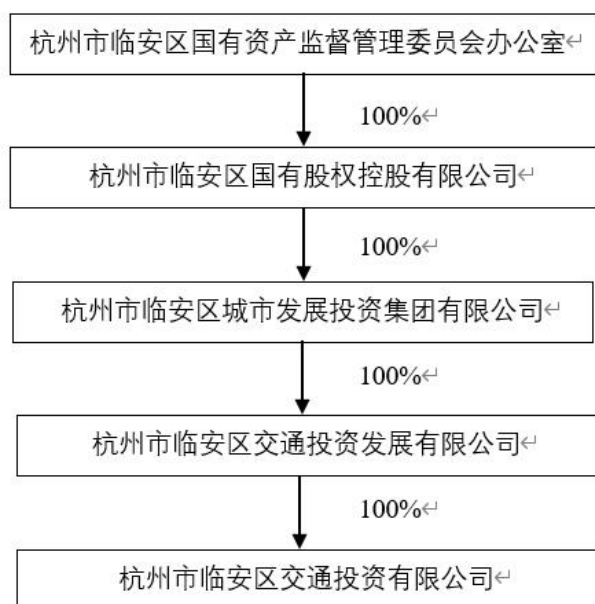 杭州市临安区国有资产监督管理委员会办公室↵
100%↵
杭州市临安区国有股权控股有限公司↵
100%↵
杭州市临安区城市发展投资集团有限公司↵
100%↵
杭州市临安区交通投资发展有限公司↵
100%↵
杭州市临安区交通投资有限公司↵